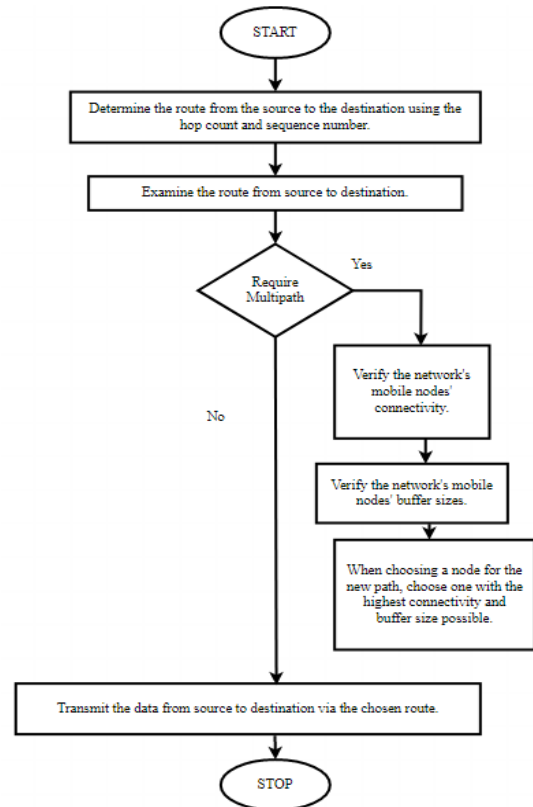 START
Determine the route from the source to the destination using the
hop count and sequence number.
Examine the route from source to destination.
Require
Multipath
Yes
Verify the network's
mobile nodes'
connectivity.
No
Verify the network's mobile
nodes' buffer sizes.
When choosing a node for the
new path, choose one with the
highest connectivity and
buffer size possible.
Transmit the data from source to destination via the chosen route.
STOP